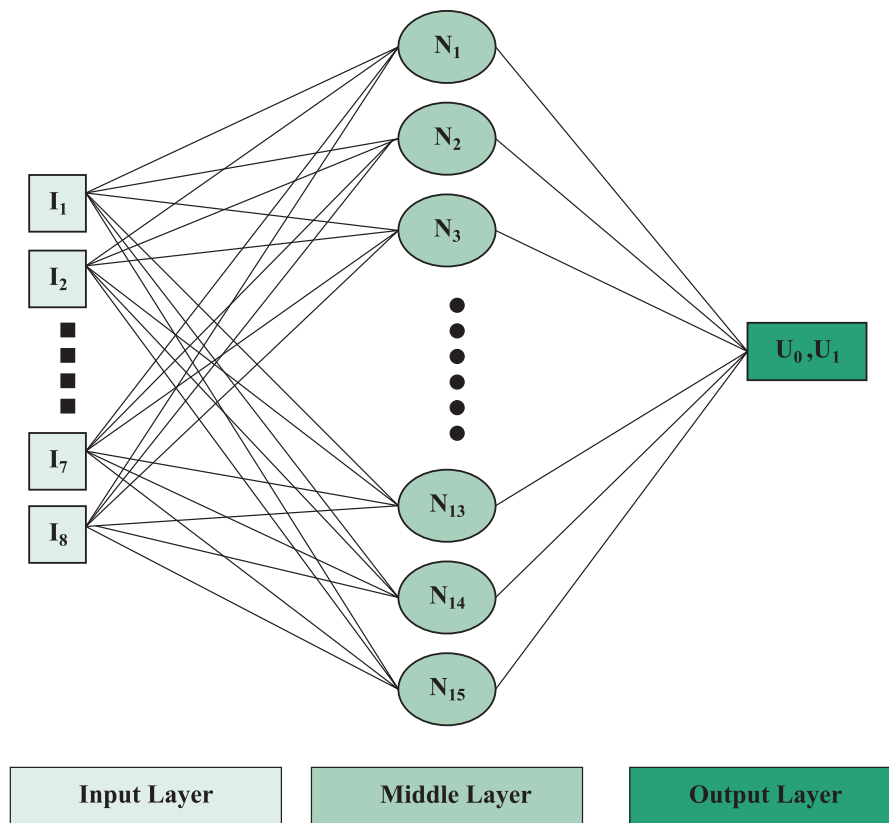 I₁
I₂
I₇
I₈
N₁
N₂
N₃
N₁₃
N₁₄
N₁₅
U₀ ,U₁
Input Layer
Middle Layer
Output Layer